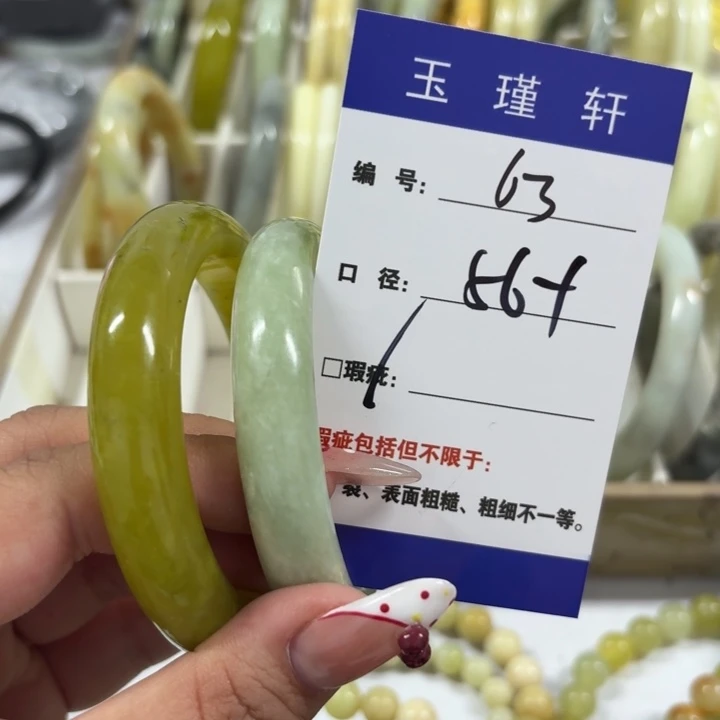 玉瑾轩
编 号: 63
口 径: 56+
□瑕疵:
瑕疵包括但不限于:
裂、表面粗糙、粗细不一等。